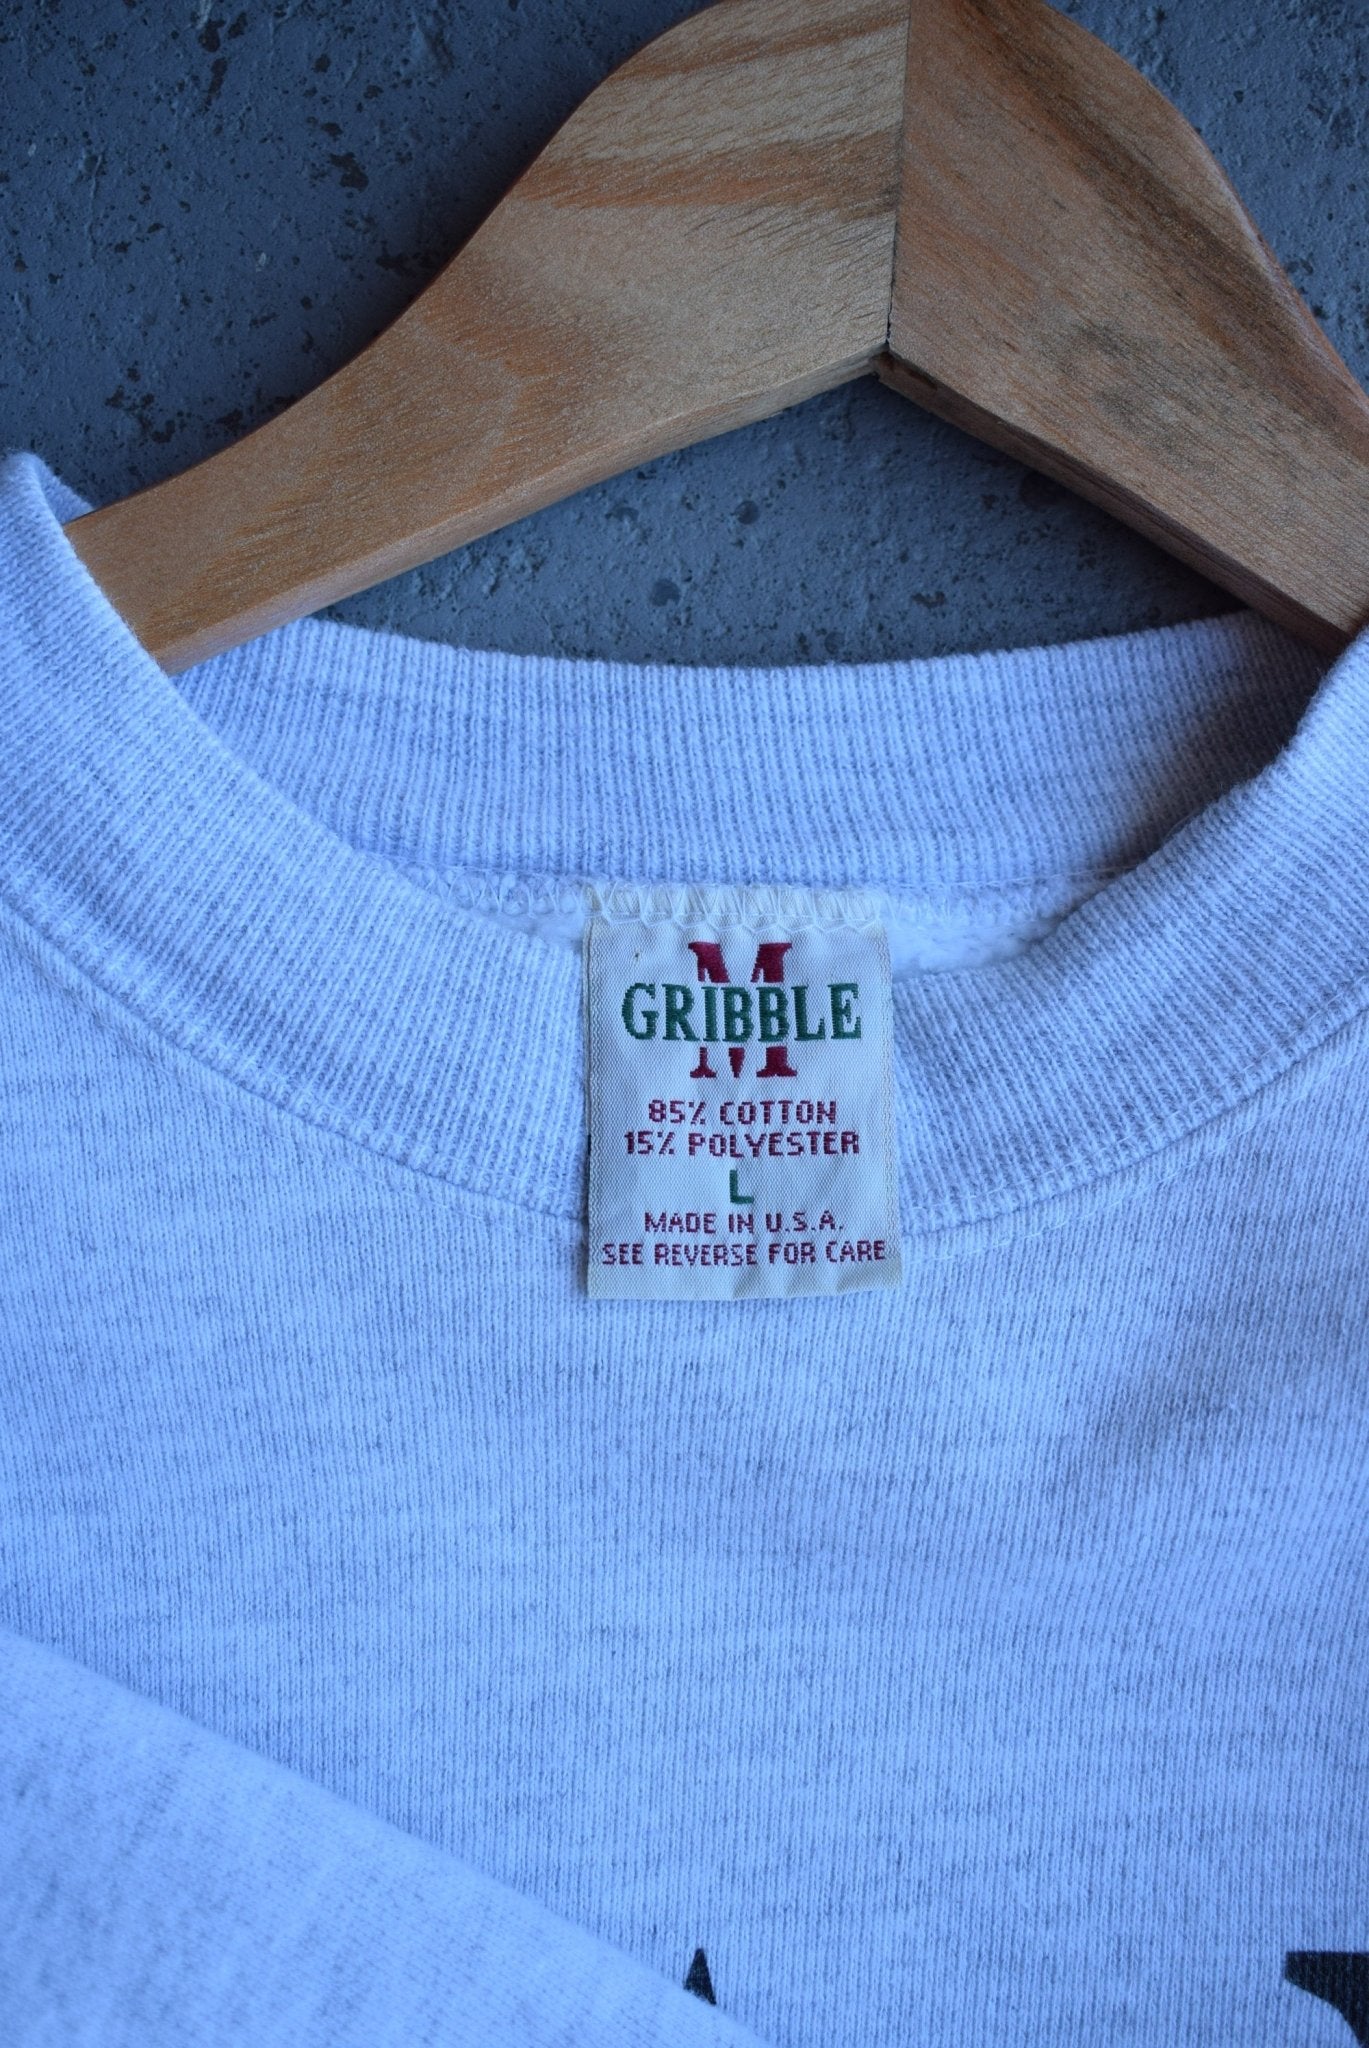 M
GRIBBLE
85% COTTON
15% POLYESTER
L
MADE IN U.S.A.
SEE REVERSE FOR CARE